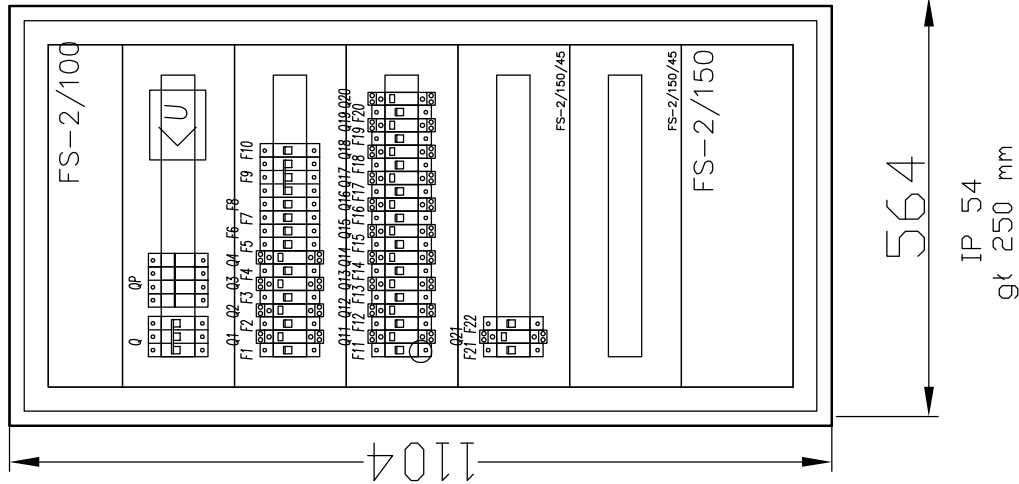 FS-2/100
U
Q
QP
F1
Q1
F2
Q2
F3
Q3
F4
Q4
F5
F6
F7
F8
F9
F10
F11
Q11
F12
Q12
F13
Q13
F14
Q14
F15
Q15
F16
Q16
F17
Q17
F18
Q18
F19
Q19
F20
Q20
F21
Q21
F22
FS-2/150/45
FS-2/150/45
FS-2/150
1104
564
IP 54
gł 250 mm